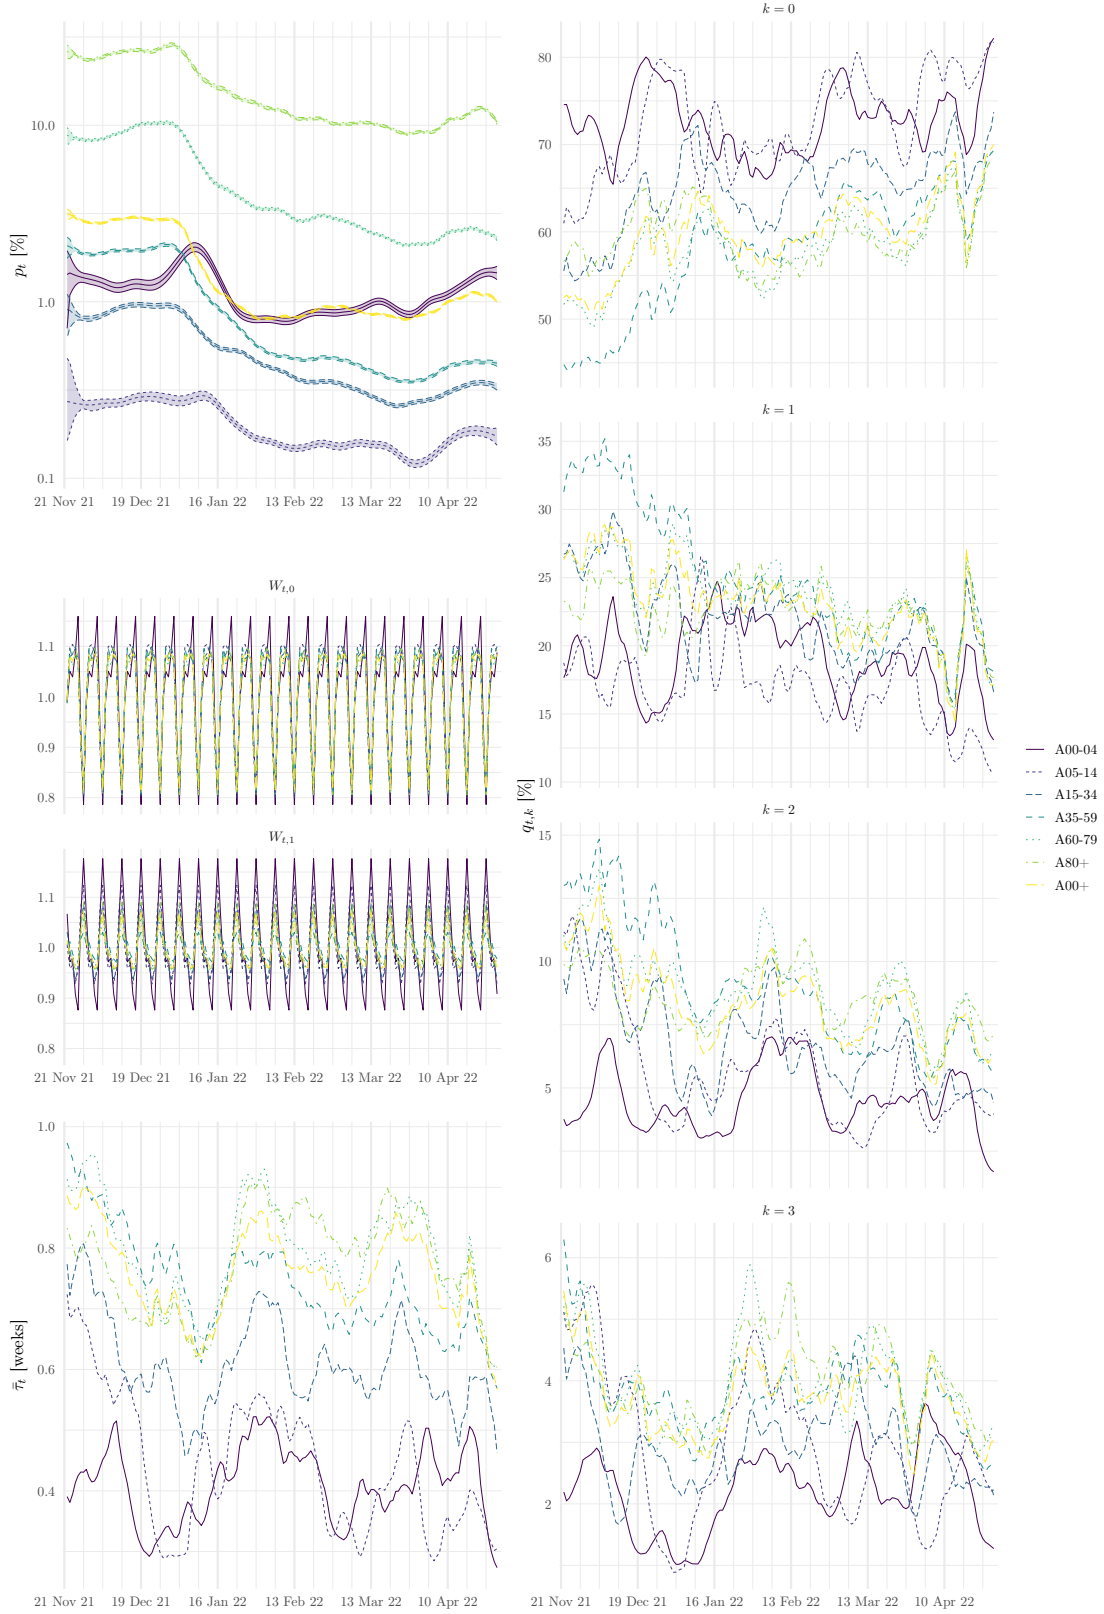 p_t [%]
10.0
1.0
0.1
21 Nov 21 19 Dec 21 16 Jan 22 13 Feb 22 13 Mar 22 10 Apr 22
W_{t,0}
1.1
1.0
0.9
0.8
W_{t,1}
1.1
1.0
0.9
0.8
21 Nov 21 19 Dec 21 16 Jan 22 13 Feb 22 13 Mar 22 10 Apr 22
τ̄_t [weeks]
1.0
0.8
0.6
0.4
21 Nov 21 19 Dec 21 16 Jan 22 13 Feb 22 13 Mar 22 10 Apr 22
q_{t,k} [%]
k = 0
80
70
60
50
k = 1
35
30
25
20
15
10
k = 2
15
10
5
k = 3
6
4
2
21 Nov 21 19 Dec 21 16 Jan 22 13 Feb 22 13 Mar 22 10 Apr 22
A00-04
A05-14
A15-34
A35-59
A60-79
A80+
A00+